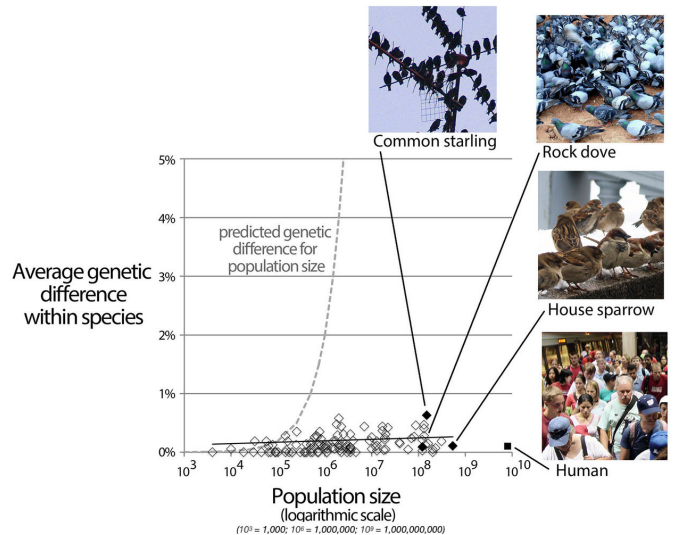 Common starling
Rock dove
House sparrow
Human
5%
4%
3%
2%
1%
0%
predicted genetic
difference for
population size
Average genetic
difference
within species
10³ 10⁴ 10⁵ 10⁶ 10⁷ 10⁸ 10⁹ 10¹⁰
Population size
(logarithmic scale)
(10³ = 1,000; 10⁶ = 1,000,000; 10⁹ = 1,000,000,000)